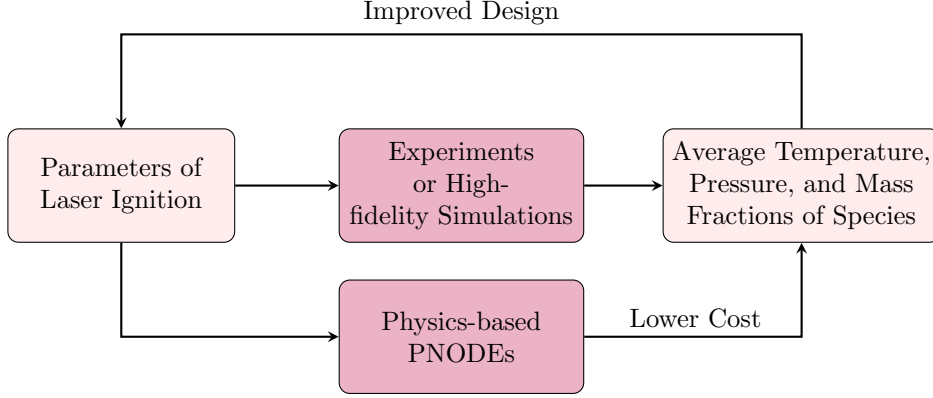 Improved Design
Parameters of
Laser Ignition
Experiments
or High-
fidelity Simulations
Average Temperature,
Pressure, and Mass
Fractions of Species
Physics-based
PNODEs
Lower Cost